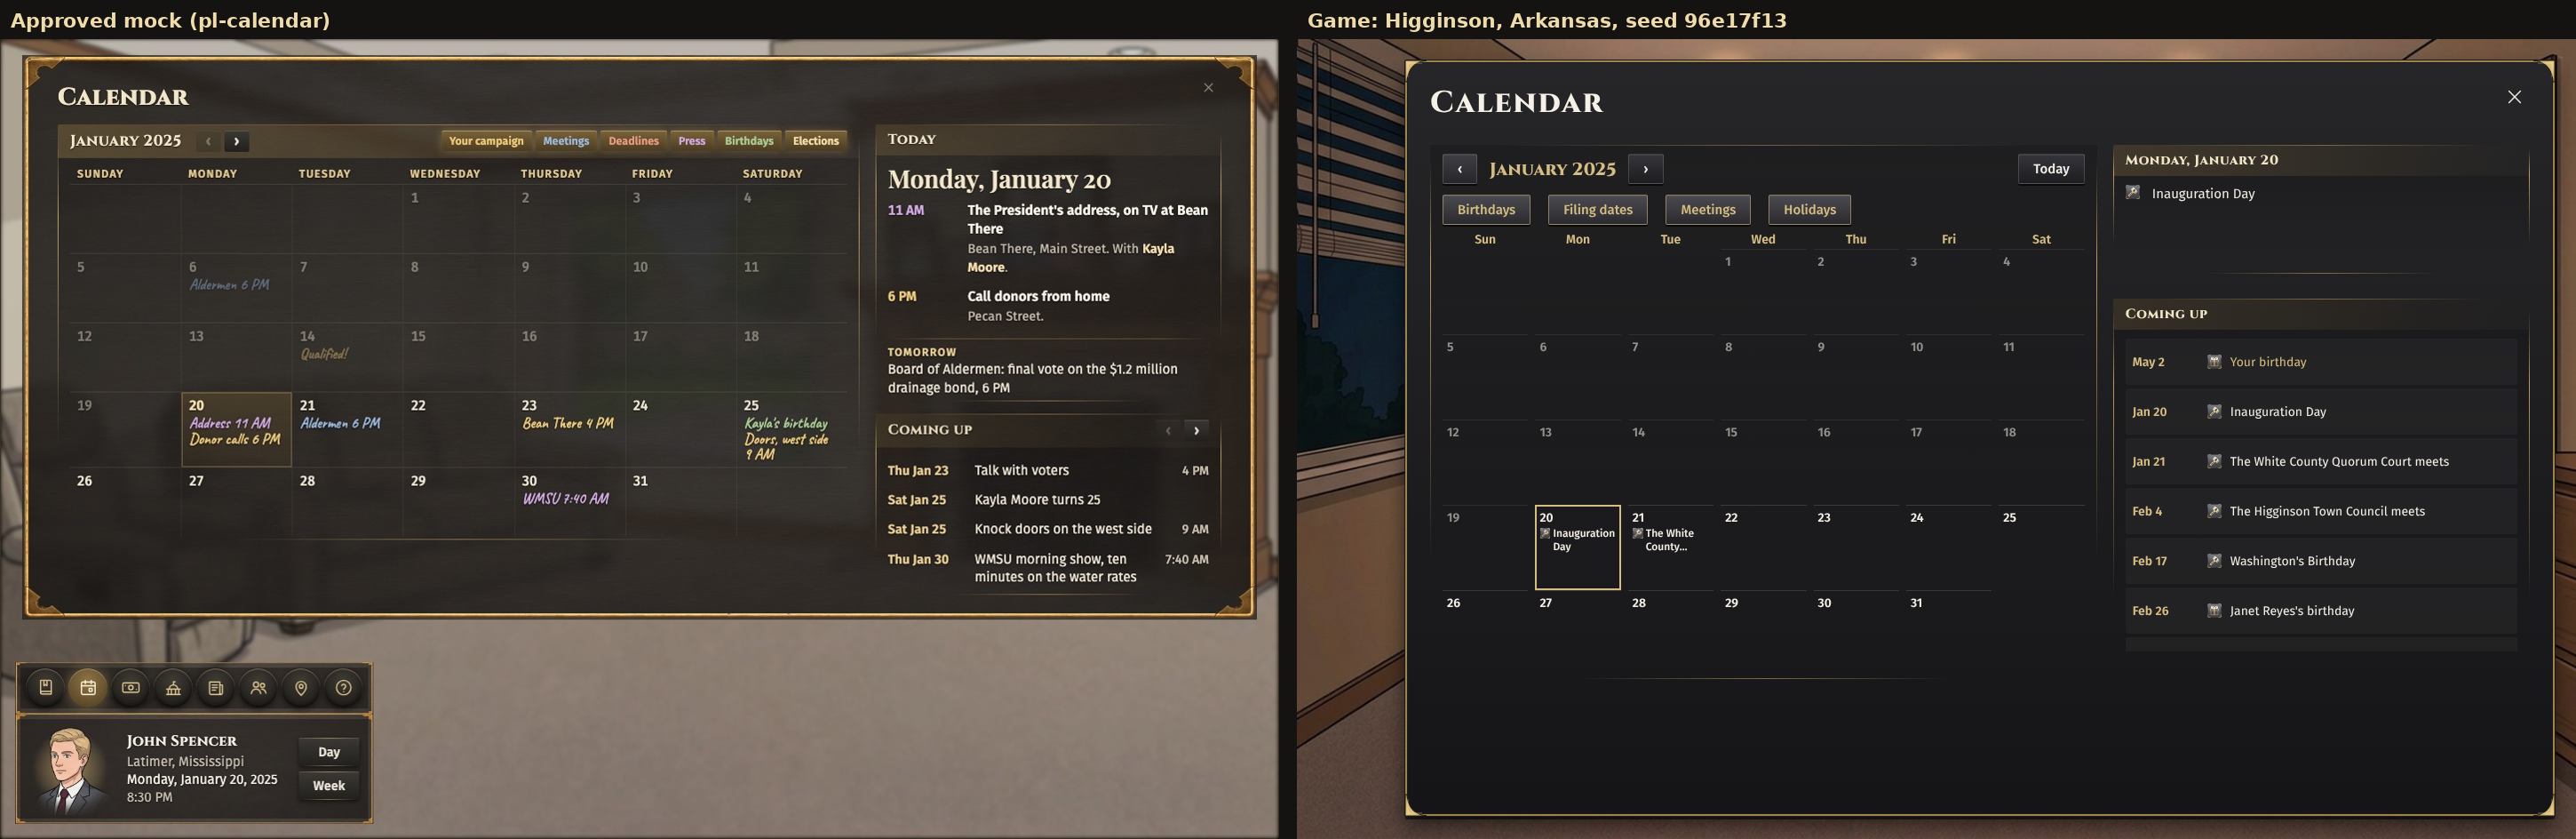 Approved mock (pl-calendar)
CALENDAR
×
JANUARY 2025
‹ ›
Your campaign Meetings Deadlines Press Birthdays Elections
SUNDAY MONDAY TUESDAY WEDNESDAY THURSDAY FRIDAY SATURDAY
1 2 3 4
5 6 7 8 9 10 11
Aldermen 6 PM
12 13 14 15 16 17 18
Qualified!
19 20 21 22 23 24 25
Address 11 AM Aldermen 6 PM Bean There 4 PM Kayla's birthday
Donor calls 6 PM Doors, west side
9 AM
26 27 28 29 30 31
WMSU 7:40 AM
TODAY
Monday, January 20
11 AM The President's address, on TV at Bean
There
Bean There, Main Street. With Kayla
Moore.
6 PM Call donors from home
Pecan Street.
TOMORROW
Board of Aldermen: final vote on the $1.2 million
drainage bond, 6 PM
COMING UP
‹ ›
Thu Jan 23 Talk with voters 4 PM
Sat Jan 25 Kayla Moore turns 25
Sat Jan 25 Knock doors on the west side 9 AM
Thu Jan 30 WMSU morning show, ten 7:40 AM
minutes on the water rates
JOHN SPENCER
Latimer, Mississippi
Monday, January 20, 2025
8:30 PM
Day
Week
Game: Higginson, Arkansas, seed 96e17f13
CALENDAR
×
‹ JANUARY 2025 › Today
Birthdays Filing dates Meetings Holidays
Sun Mon Tue Wed Thu Fri Sat
1 2 3 4
5 6 7 8 9 10 11
12 13 14 15 16 17 18
19 20 21 22 23 24 25
Inauguration The White
Day County...
26 27 28 29 30 31
MONDAY, JANUARY 20
Inauguration Day
COMING UP
May 2 Your birthday
Jan 20 Inauguration Day
Jan 21 The White County Quorum Court meets
Feb 4 The Higginson Town Council meets
Feb 17 Washington's Birthday
Feb 26 Janet Reyes's birthday